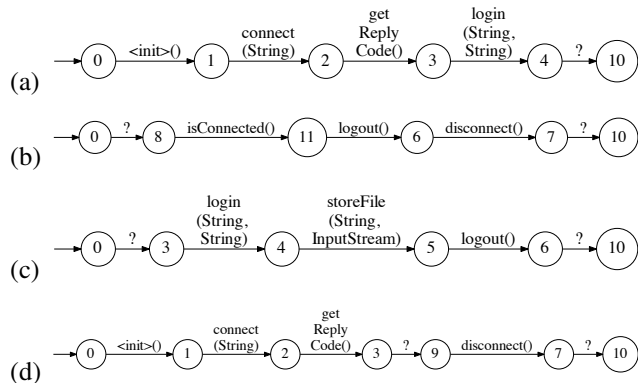 (a)
0
<init>()
1
connect
(String)
2
get
Reply
Code()
3
login
(String,
String)
4
?
10
(b)
0
?
8
isConnected()
11
logout()
6
disconnect()
7
?
10
(c)
0
?
3
login
(String,
String)
4
storeFile
(String,
InputStream)
5
logout()
6
?
10
(d)
0
<init>()
1
connect
(String)
2
get
Reply
Code()
3
?
9
disconnect()
7
?
10